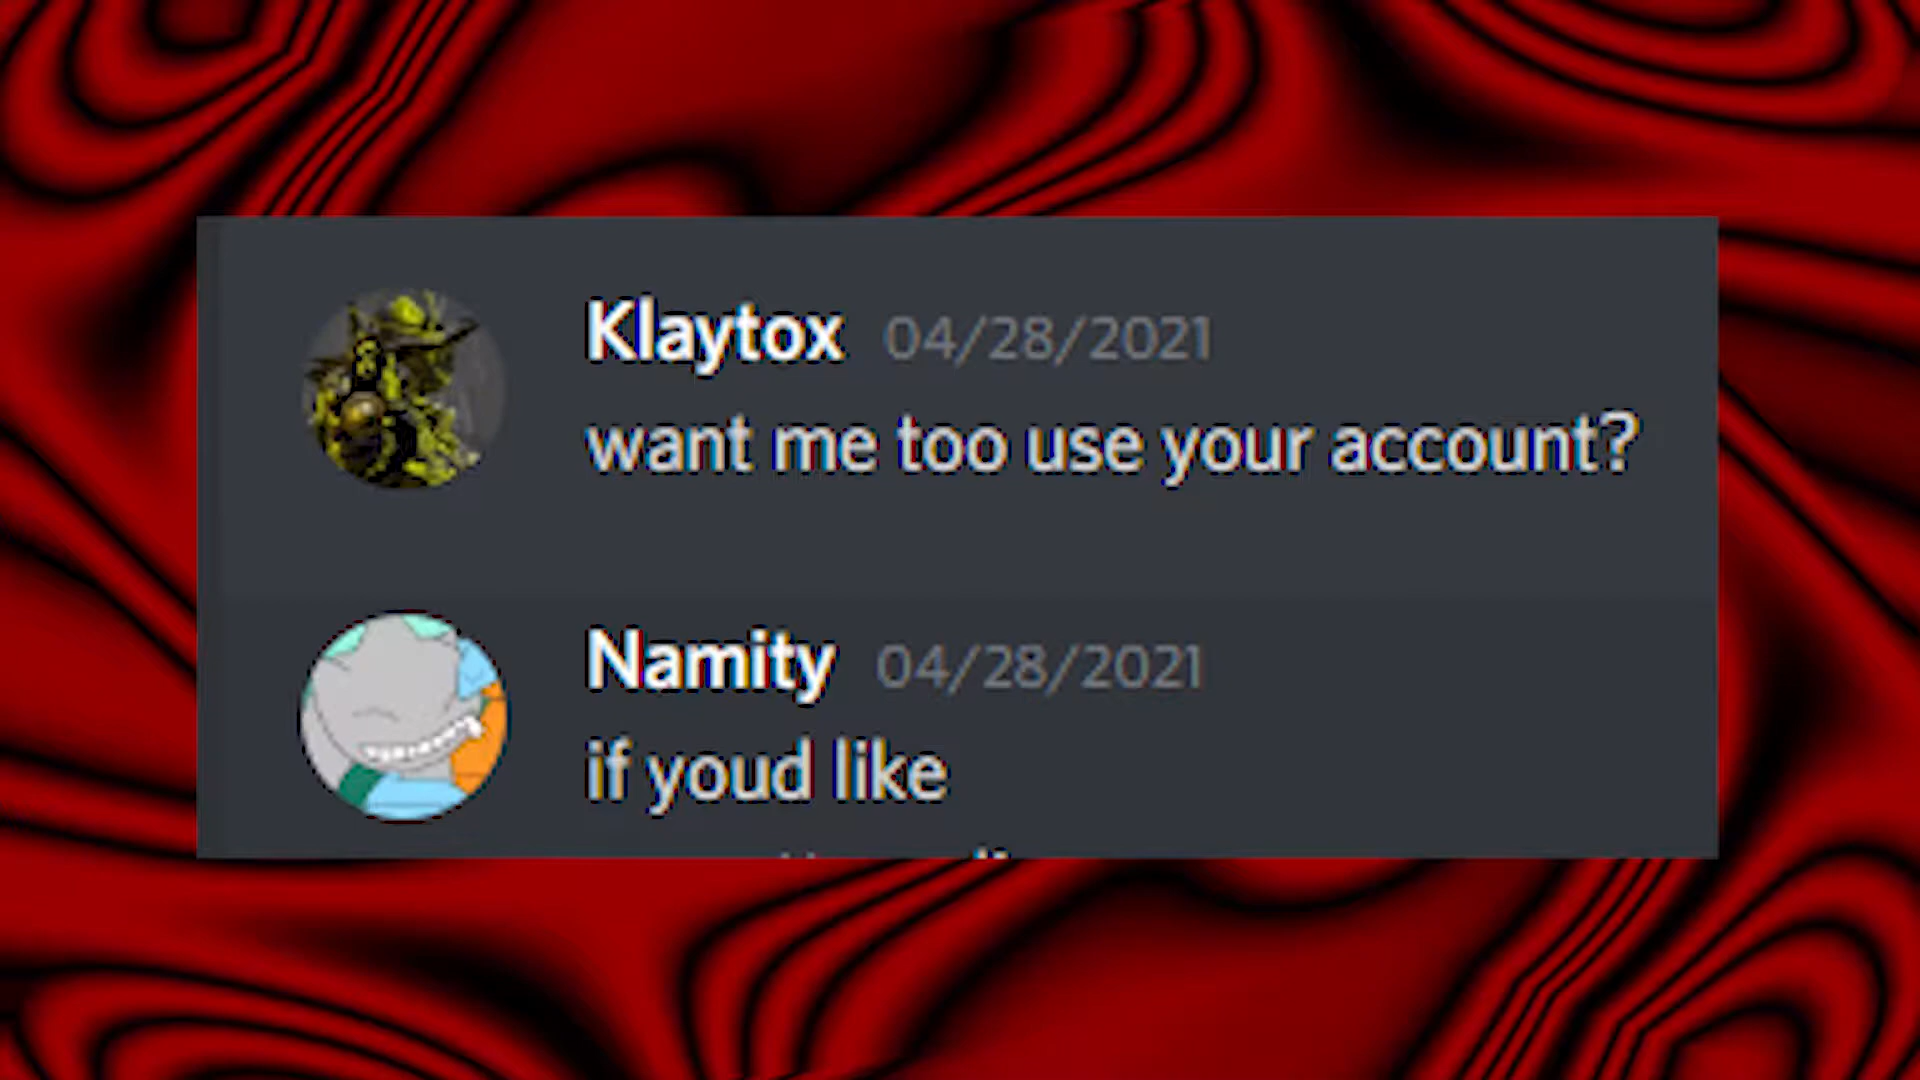 Klaytox 04/28/2021
want me too use your account?
Namity 04/28/2021
if youd like